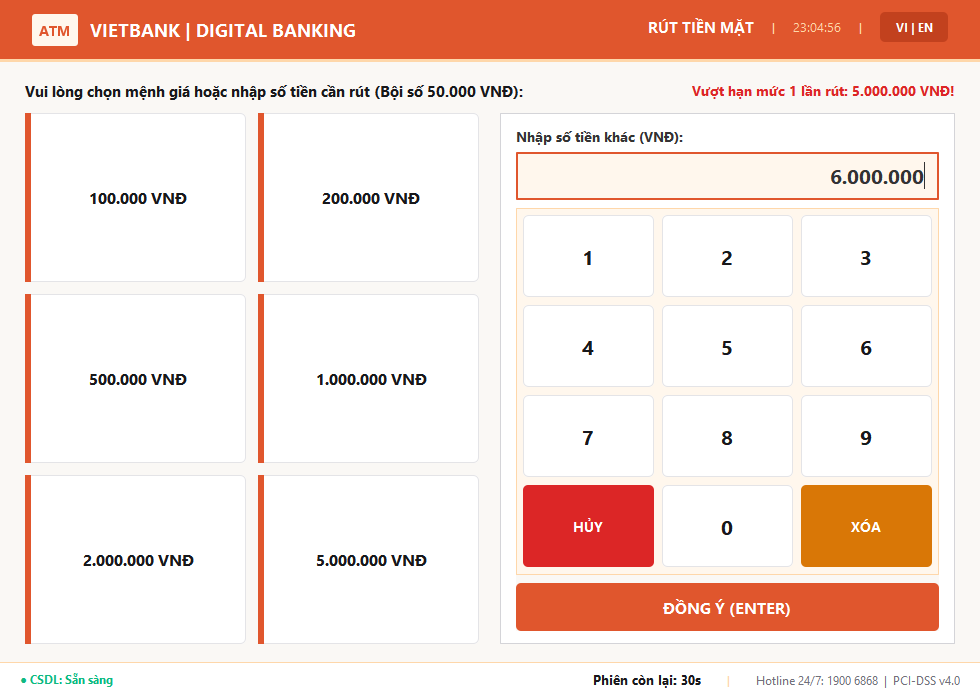 ATM VIETBANK | DIGITAL BANKING RÚT TIỀN MẶT | 23:04:56 | VI | EN
Vui lòng chọn mệnh giá hoặc nhập số tiền cần rút (Bội số 50.000 VNĐ): Vượt hạn mức 1 lần rút: 5.000.000 VNĐ!
100.000 VNĐ 200.000 VNĐ
500.000 VNĐ 1.000.000 VNĐ
2.000.000 VNĐ 5.000.000 VNĐ
Nhập số tiền khác (VNĐ):
6.000.000
1 2 3
4 5 6
7 8 9
HỦY 0 XÓA
ĐỒNG Ý (ENTER)
● CSDL: Sẵn sàng Phiên còn lại: 30s | Hotline 24/7: 1900 6868 | PCI-DSS v4.0